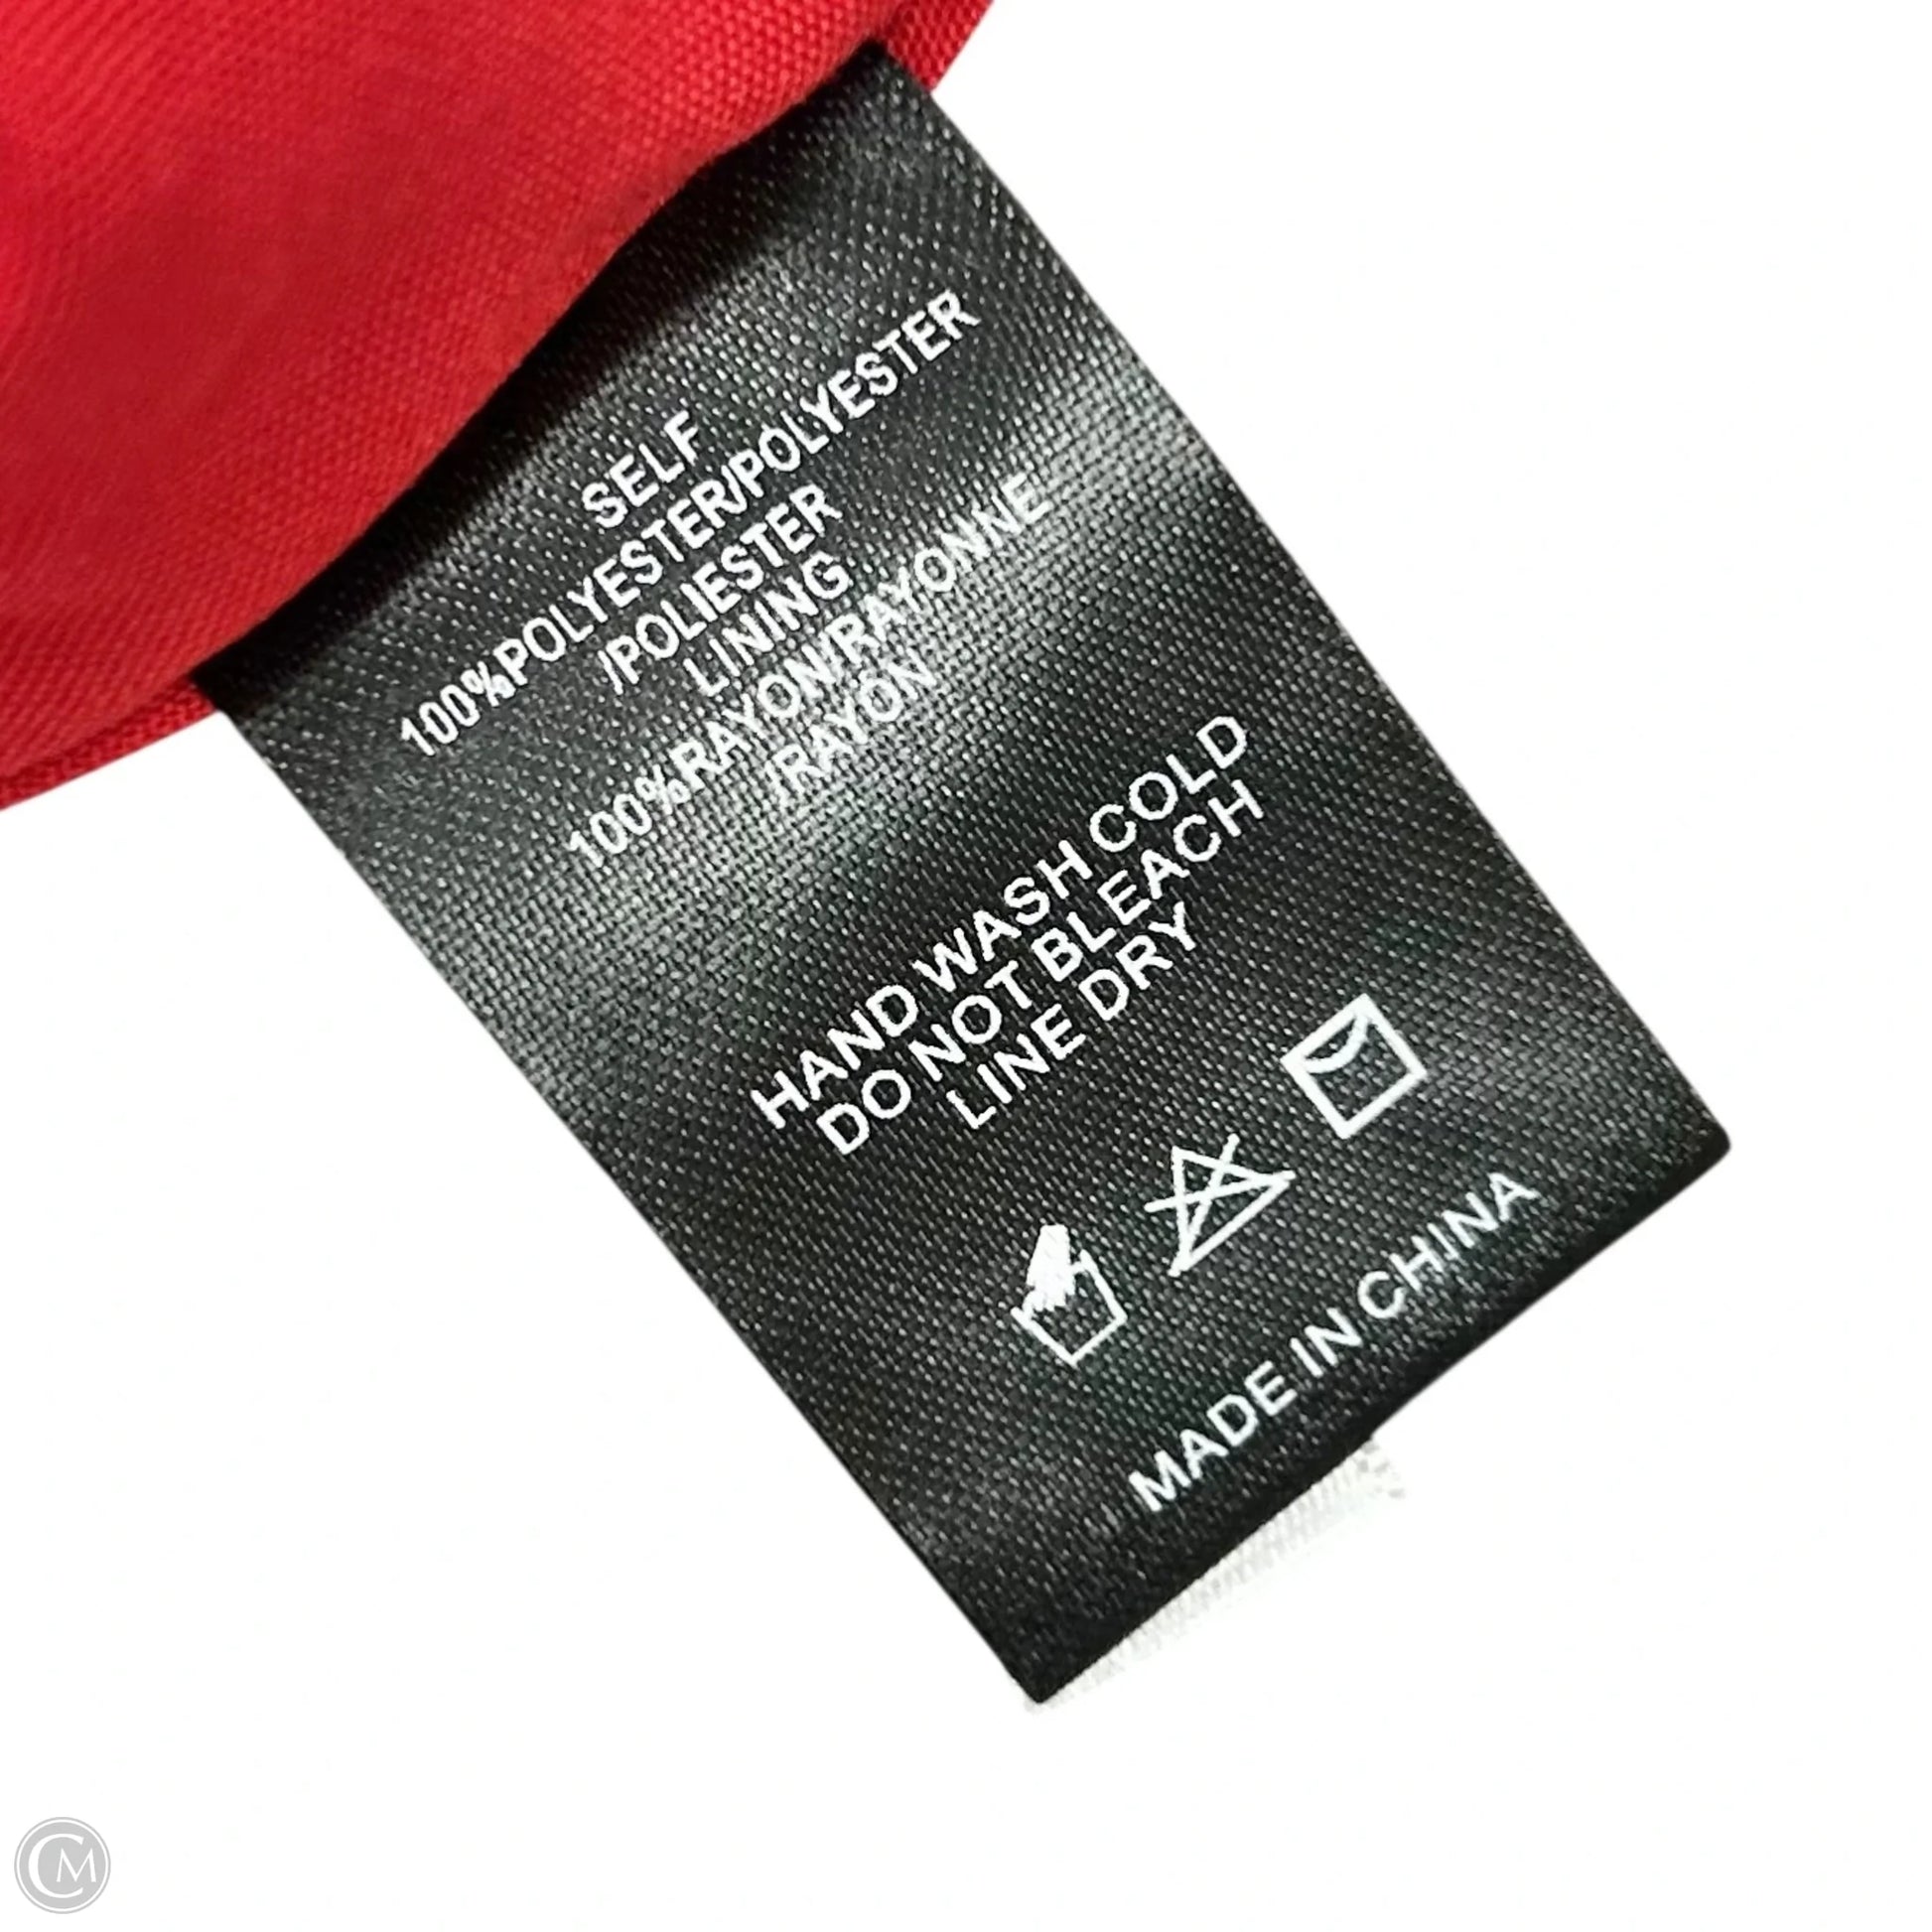 SELF
100%POLYESTER/POLYESTER
/POLIESTER
LINING
100%RAYON/RAYONNE
/RAYON
HAND WASH COLD
DO NOT BLEACH
LINE DRY
MADE IN CHINA
CM